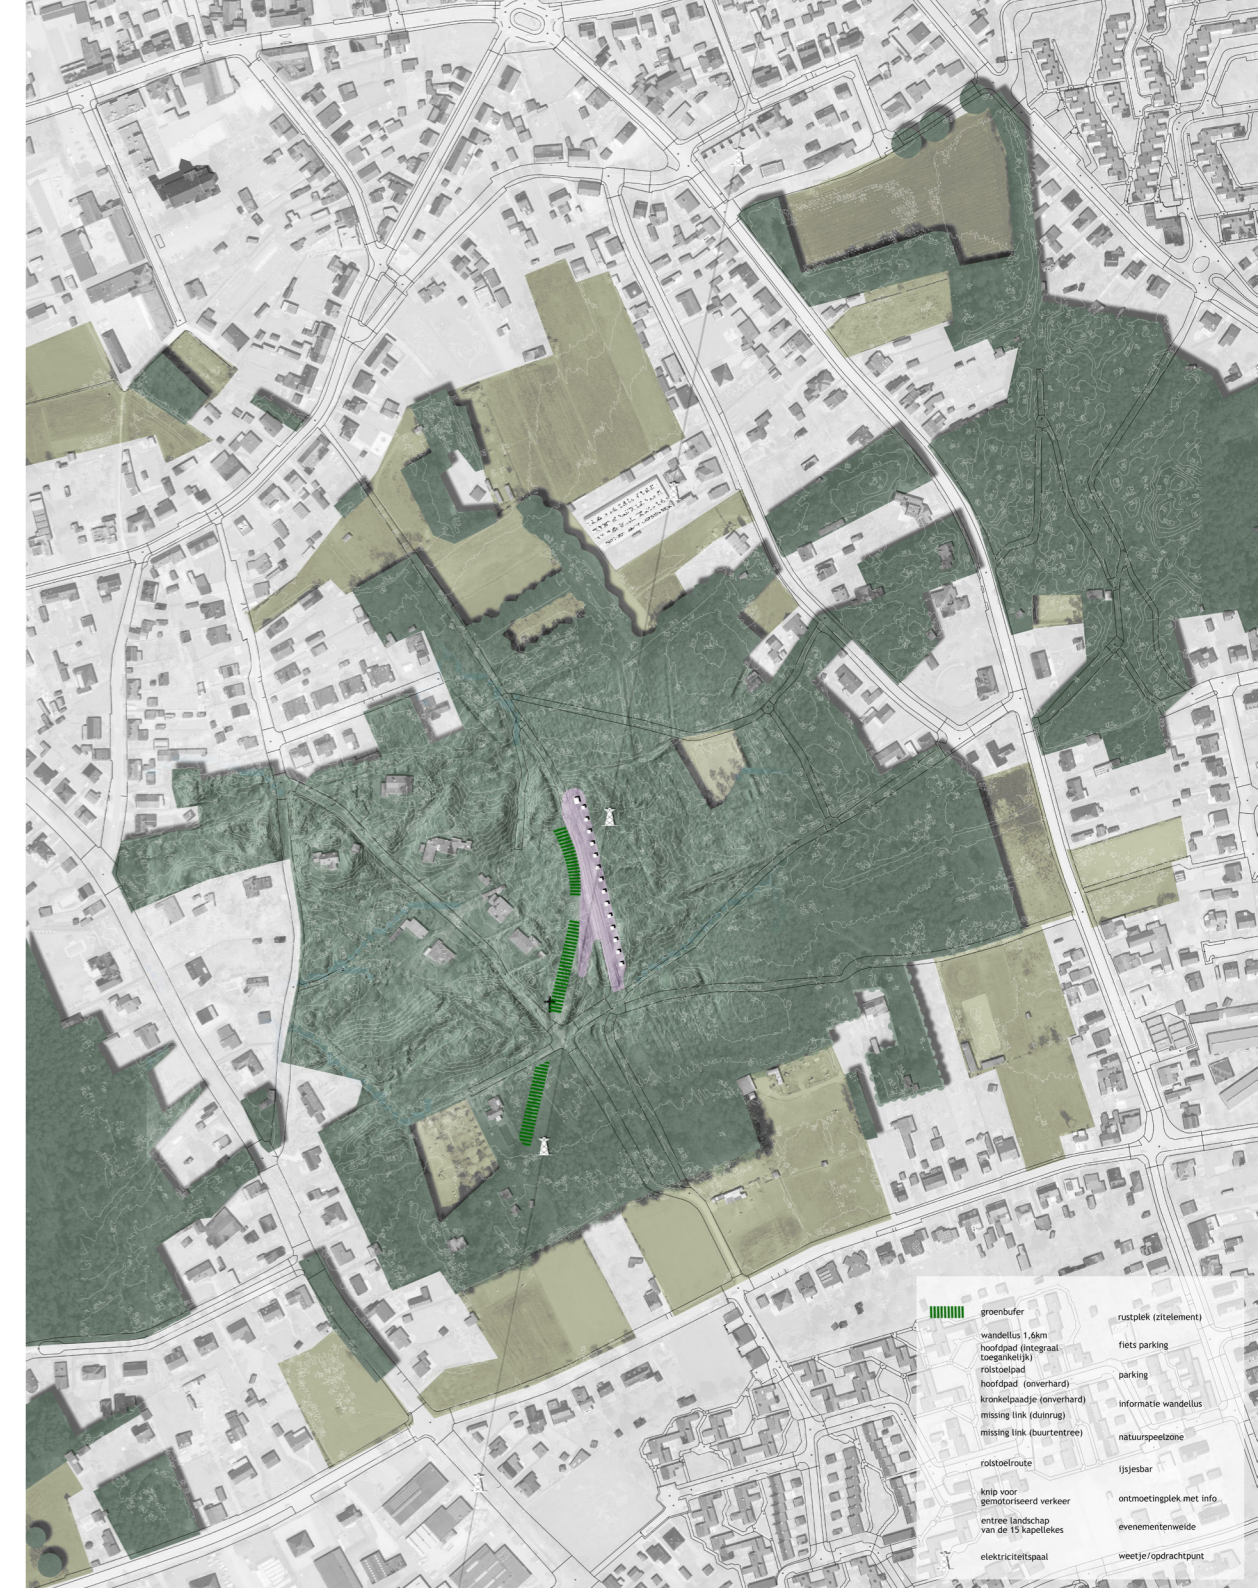 groenbufer
wandellus 1,6km
hoofdpad (integraal
toegankelijk)
rolstoelpad
hoofdpad (onverhard)
kronkelpaadje (onverhard)
missing link (duinrug)
missing link (buurtentree)
rolstoelroute
knip voor
gemotoriseerd verkeer
entree landschap
van de 15 kapellekes
elektriciteitspaal
rustplek (zitelement)
fiets parking
parking
informatie wandellus
natuurspeelzone
ijsjesbar
ontmoetingplek met info
evenementenweide
weetje/opdrachtpunt